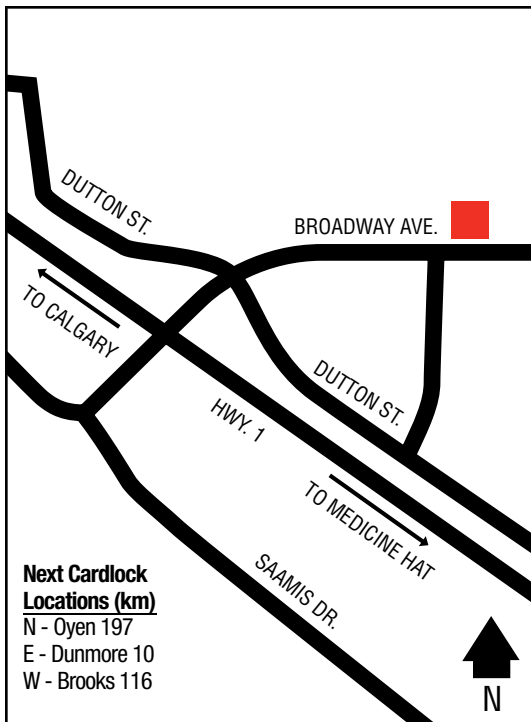 DUTTON ST.
BROADWAY AVE.
TO CALGARY
DUTTON ST.
HWY. 1
TO MEDICINE HAT
SAAMIS DR.
Next Cardlock
Locations (km)
N - Oyen 197
E - Dunmore 10
W - Brooks 116
N